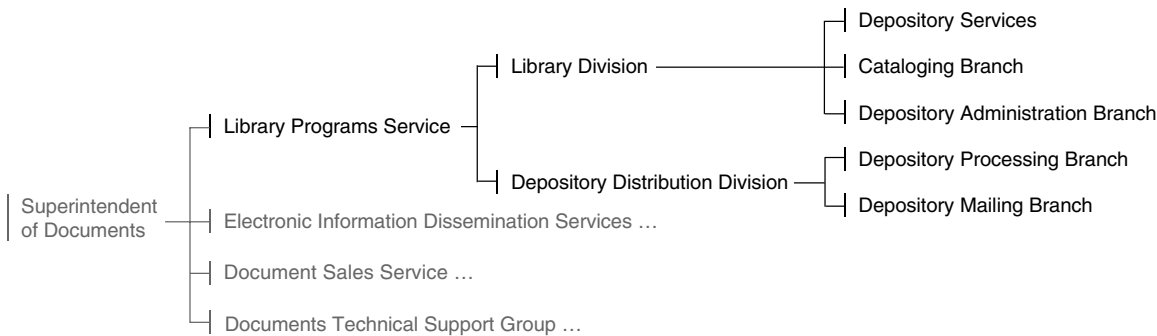 Depository Services
Library Division
Cataloging Branch
Depository Administration Branch
Library Programs Service
Depository Processing Branch
Depository Distribution Division
Depository Mailing Branch
Superintendent
of Documents
Electronic Information Dissemination Services …
Document Sales Service …
Documents Technical Support Group …